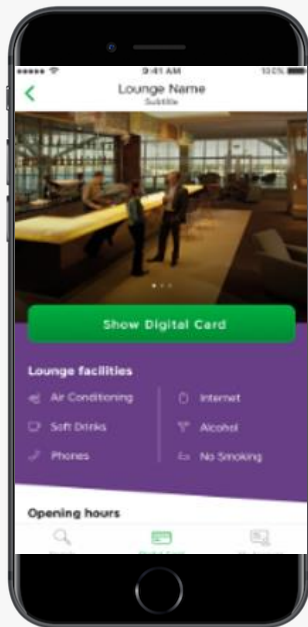 9:41 AM 100%
Lounge Name
Subtitle
Show Digital Card
Lounge facilities
Air Conditioning
Internet
Soft Drinks
Alcohol
Phones
No Smoking
Opening hours